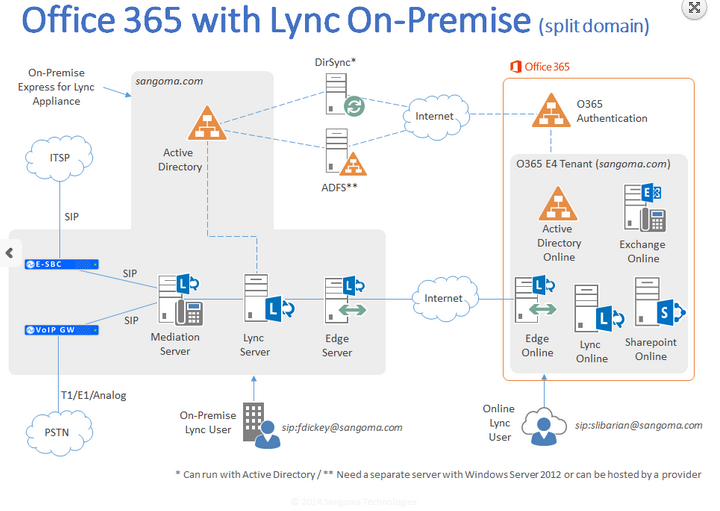 Office 365 with Lync On-Premise (split domain)
On-Premise
Express for Lync
Appliance
sangoma.com
DirSync*
Office 365
O365
Authentication
Internet
Active
Directory
ADFS**
ITSP
SIP
O365 E4 Tenant (sangoma.com)
Active
Directory
Online
Exchange
Online
E-SBC
SIP
SIP
VoIP GW
Mediation
Server
Lync
Server
Edge
Server
Internet
Edge
Online
Lync
Online
Sharepoint
Online
T1/E1/Analog
PSTN
On-Premise
Lync User
sip:fdickey@sangoma.com
Online
Lync
User
sip:slibarian@sangoma.com
* Can run with Active Directory / ** Need a separate server with Windows Server 2012 or can be hosted by a provider
© 2014 Sangoma Technologies